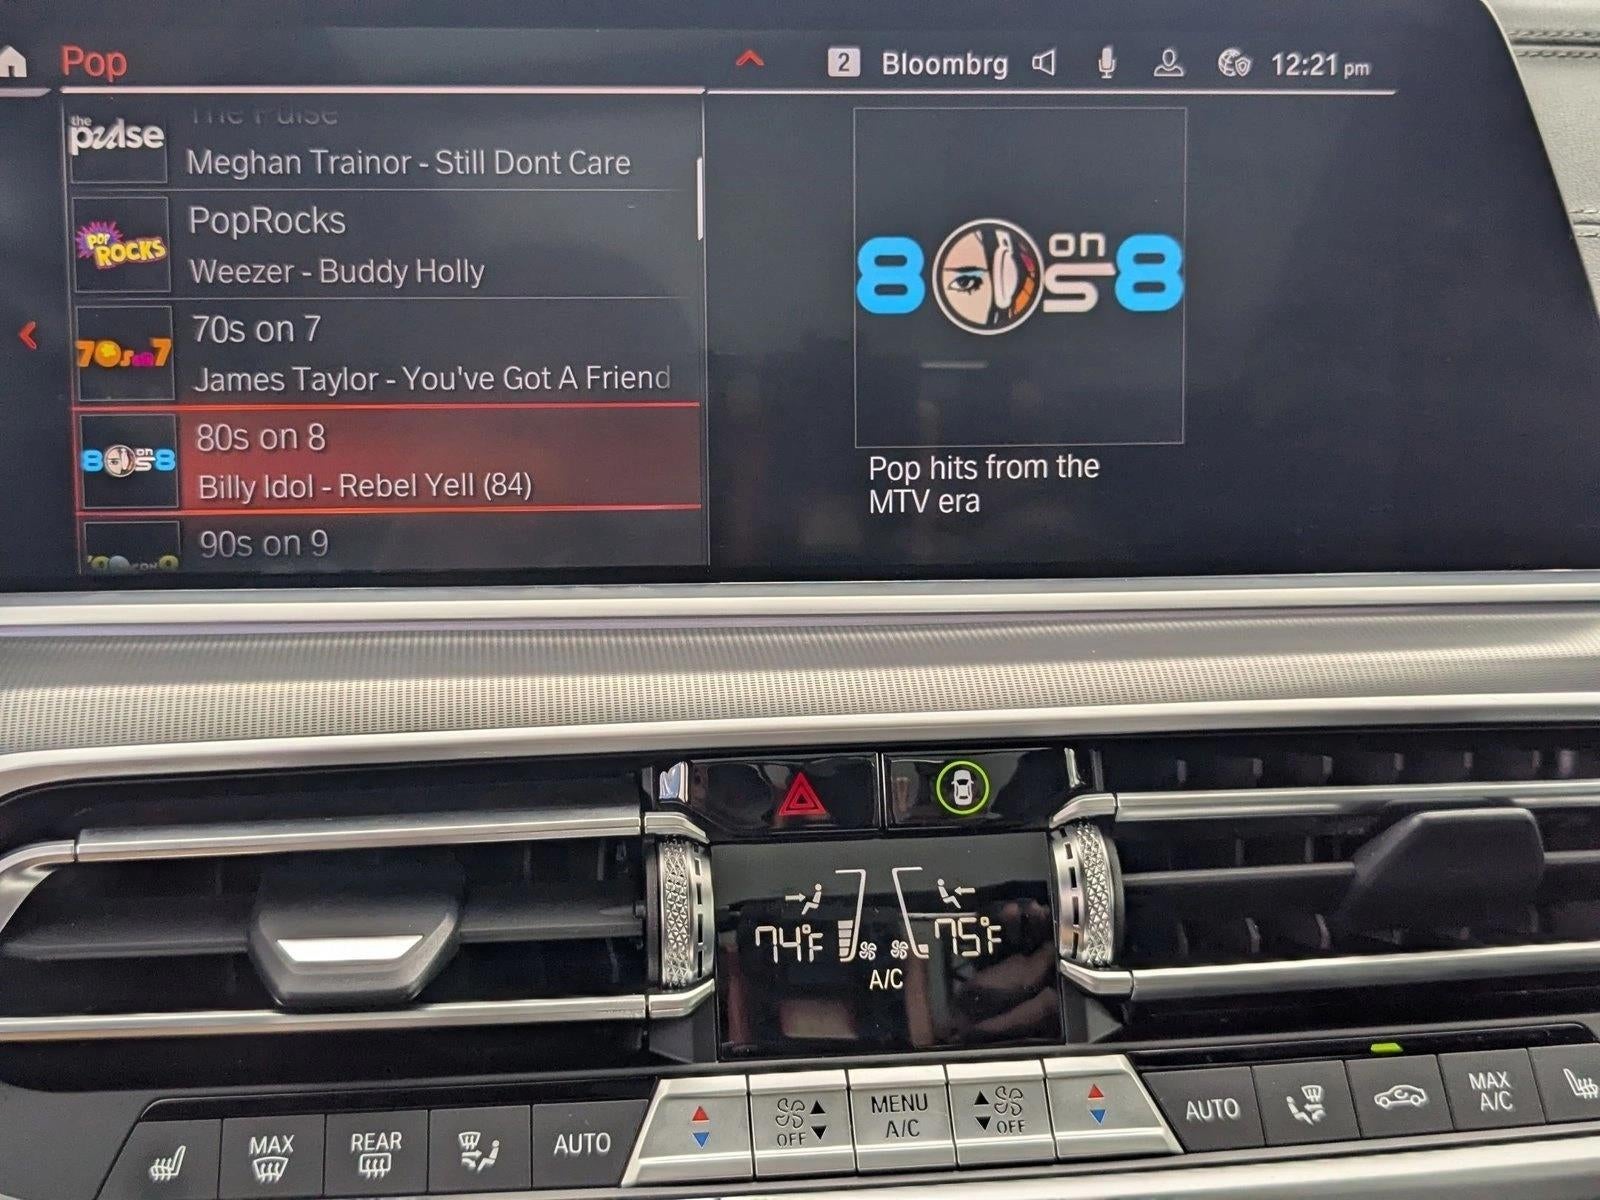 Pop
2 Bloombrg 12:21 pm
the pulse
The Pulse
Meghan Trainor - Still Dont Care
POP ROCKS
PopRocks
Weezer - Buddy Holly
70s on 7
70s on 7
James Taylor - You've Got A Friend
80s on 8
80s on 8
Billy Idol - Rebel Yell (84)
90s on 9
80s on 8
Pop hits from the
MTV era
74°F
75°F
A/C
MAX
REAR
AUTO
OFF
MENU
A/C
OFF
AUTO
MAX
A/C